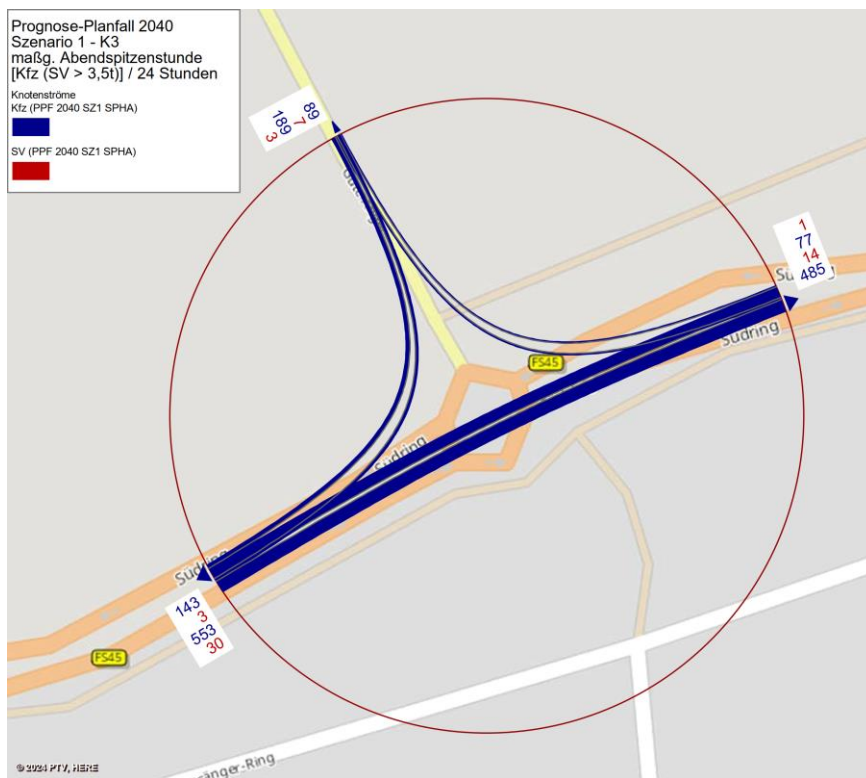 Prognose-Planfall 2040
Szenario 1 - K3
maßg. Abendspitzenstunde
[Kfz (SV > 3,5t)] / 24 Stunden
Knotenströme
Kfz (PPF 2040 SZ1 SPHA)
SV (PPF 2040 SZ1 SPHA)
89
7
189
3
1
77
14
485
Südring
FS45
Südring
Südring
143
3
553
30
FS45
© 2024 PTV, HERE